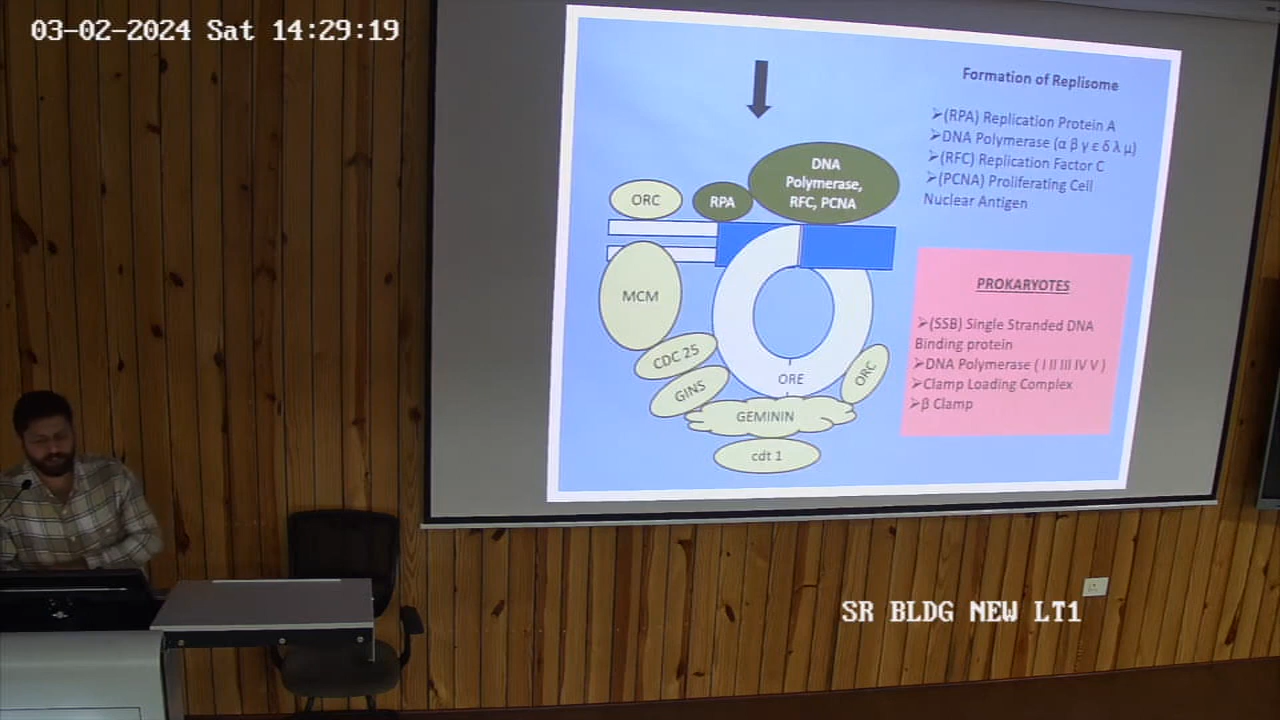 03-02-2024 Sat 14:29:19
Formation of Replisome
➢(RPA) Replication Protein A
➢DNA Polymerase (α β γ ε δ λ μ)
➢(RFC) Replication Factor C
➢(PCNA) Proliferating Cell
Nuclear Antigen
DNA
Polymerase,
RFC, PCNA
ORC
RPA
MCM
CDC 25
GINS
ORE
ORC
GEMININ
cdt 1
PROKARYOTES
➢(SSB) Single Stranded DNA
Binding protein
➢DNA Polymerase ( I II III IV V )
➢Clamp Loading Complex
➢β Clamp
SR BLDG NEW LT1